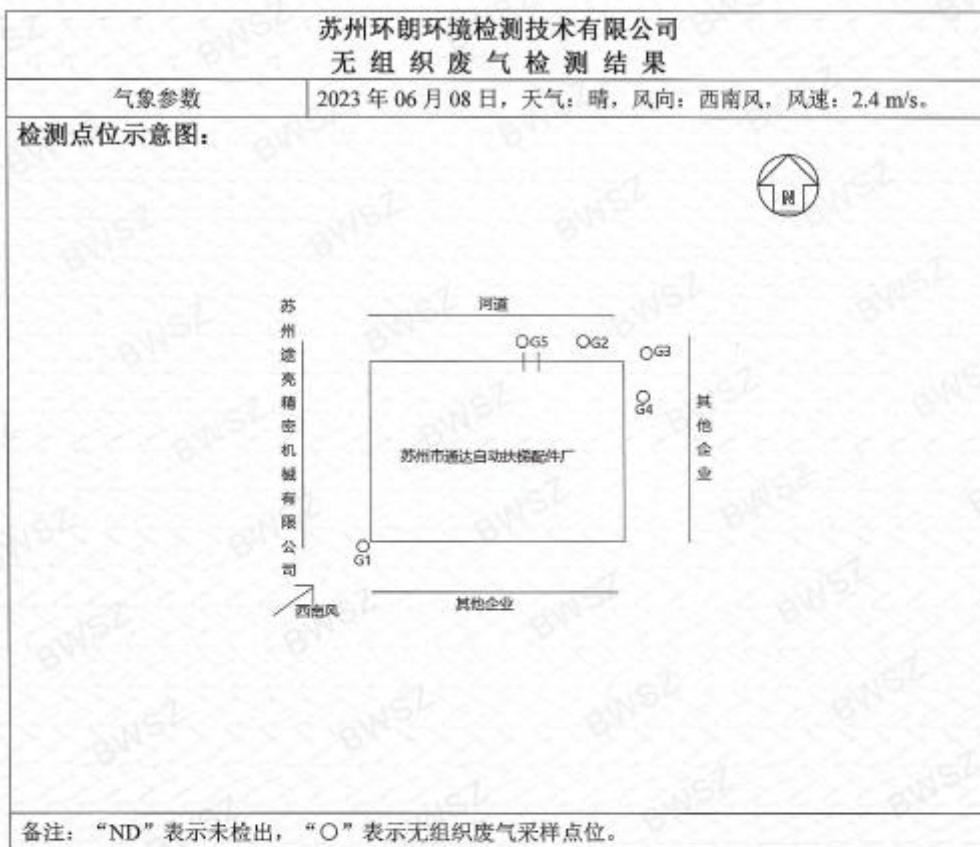 苏州环朗环境检测技术有限公司
无组织废气检测结果
气象参数
2023年06月08日，天气：晴，风向：西南风，风速：2.4 m/s。
检测点位示意图：
N
河道
苏州途亮精密机械有限公司
G5
G2
G3
G4
其他企业
苏州市通达自动扶梯配件厂
G1
西南风
其他企业
备注：“ND”表示未检出，“○”表示无组织废气采样点位。
BWSZ